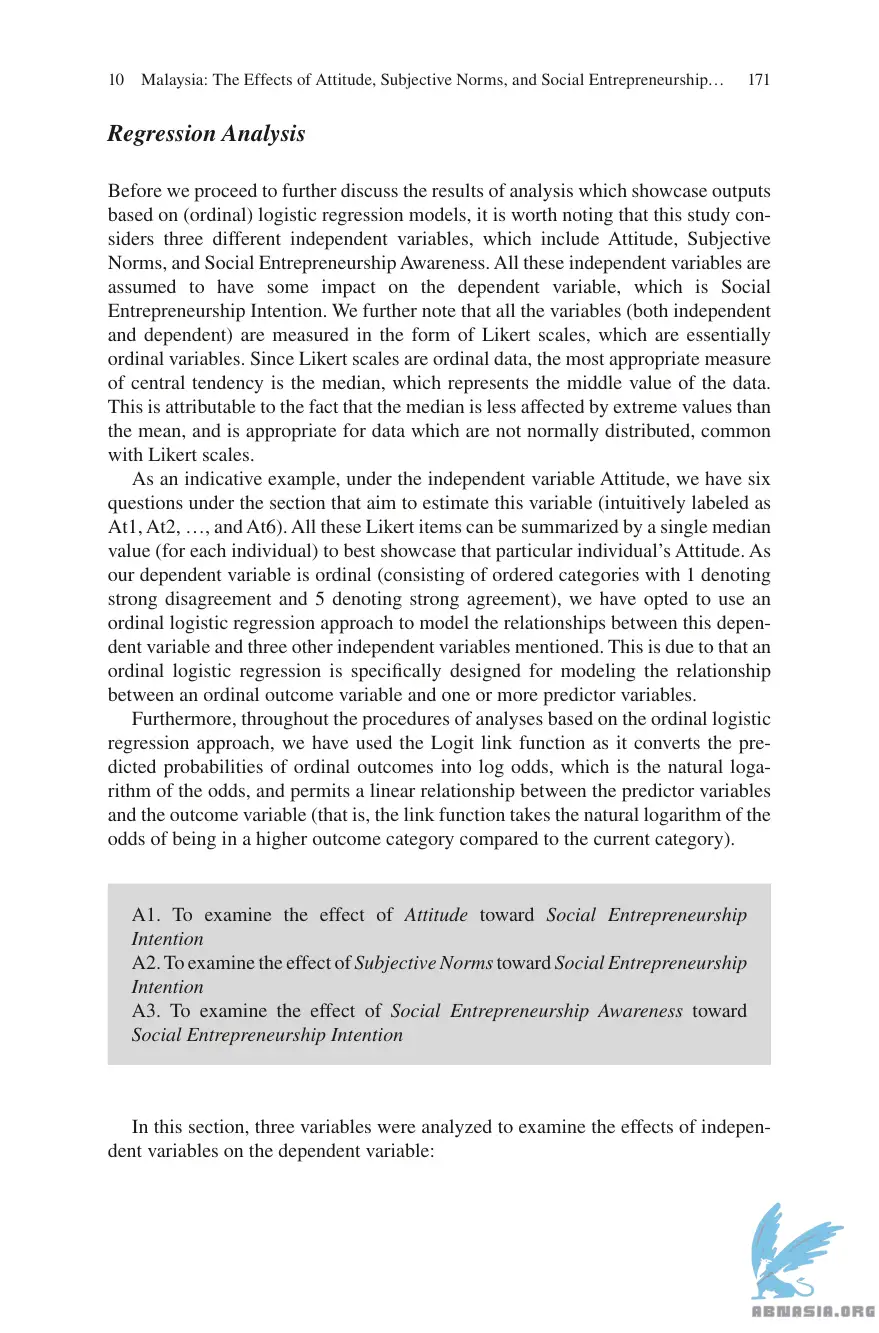 10 Malaysia: The Effects of Attitude, Subjective Norms, and Social Entrepreneurship… 171
Regression Analysis
Before we proceed to further discuss the results of analysis which showcase outputs
based on (ordinal) logistic regression models, it is worth noting that this study con-
siders three different independent variables, which include Attitude, Subjective
Norms, and Social Entrepreneurship Awareness. All these independent variables are
assumed to have some impact on the dependent variable, which is Social
Entrepreneurship Intention. We further note that all the variables (both independent
and dependent) are measured in the form of Likert scales, which are essentially
ordinal variables. Since Likert scales are ordinal data, the most appropriate measure
of central tendency is the median, which represents the middle value of the data.
This is attributable to the fact that the median is less affected by extreme values than
the mean, and is appropriate for data which are not normally distributed, common
with Likert scales.
As an indicative example, under the independent variable Attitude, we have six
questions under the section that aim to estimate this variable (intuitively labeled as
At1, At2, …, and At6). All these Likert items can be summarized by a single median
value (for each individual) to best showcase that particular individual's Attitude. As
our dependent variable is ordinal (consisting of ordered categories with 1 denoting
strong disagreement and 5 denoting strong agreement), we have opted to use an
ordinal logistic regression approach to model the relationships between this depen-
dent variable and three other independent variables mentioned. This is due to that an
ordinal logistic regression is specifically designed for modeling the relationship
between an ordinal outcome variable and one or more predictor variables.
Furthermore, throughout the procedures of analyses based on the ordinal logistic
regression approach, we have used the Logit link function as it converts the pre-
dicted probabilities of ordinal outcomes into log odds, which is the natural loga-
rithm of the odds, and permits a linear relationship between the predictor variables
and the outcome variable (that is, the link function takes the natural logarithm of the
odds of being in a higher outcome category compared to the current category).
A1. To examine the effect of Attitude toward Social Entrepreneurship
Intention
A2. To examine the effect of Subjective Norms toward Social Entrepreneurship
Intention
A3. To examine the effect of Social Entrepreneurship Awareness toward
Social Entrepreneurship Intention
In this section, three variables were analyzed to examine the effects of indepen-
dent variables on the dependent variable:
ABNASIA.ORG